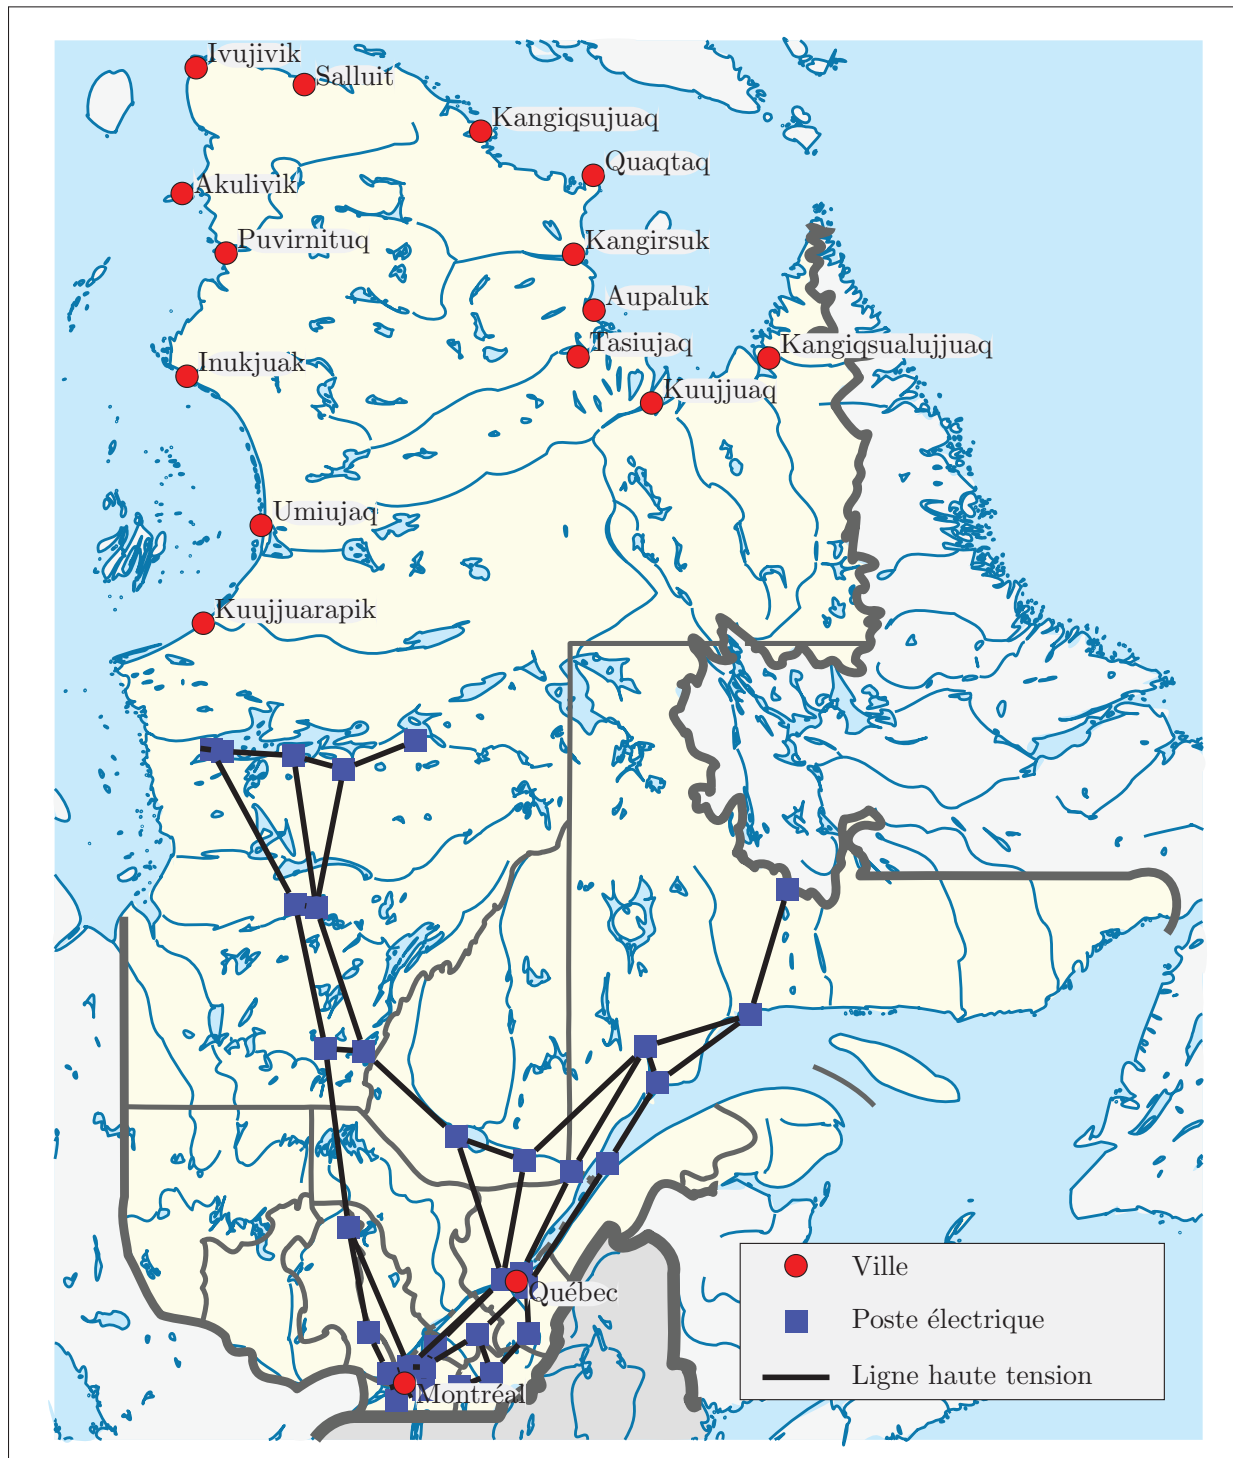 Ivujivik
Salluit
Kangiqsujuaq
Quaqtaq
Akulivik
Puvirnituq
Kangirsuk
Aupaluk
Tasiujaq
Kangiqsualujjuaq
Inukjuak
Kuujjuaq
Umiujaq
Kuujjuarapik
Québec
Montréal
Ville
Poste électrique
Ligne haute tension